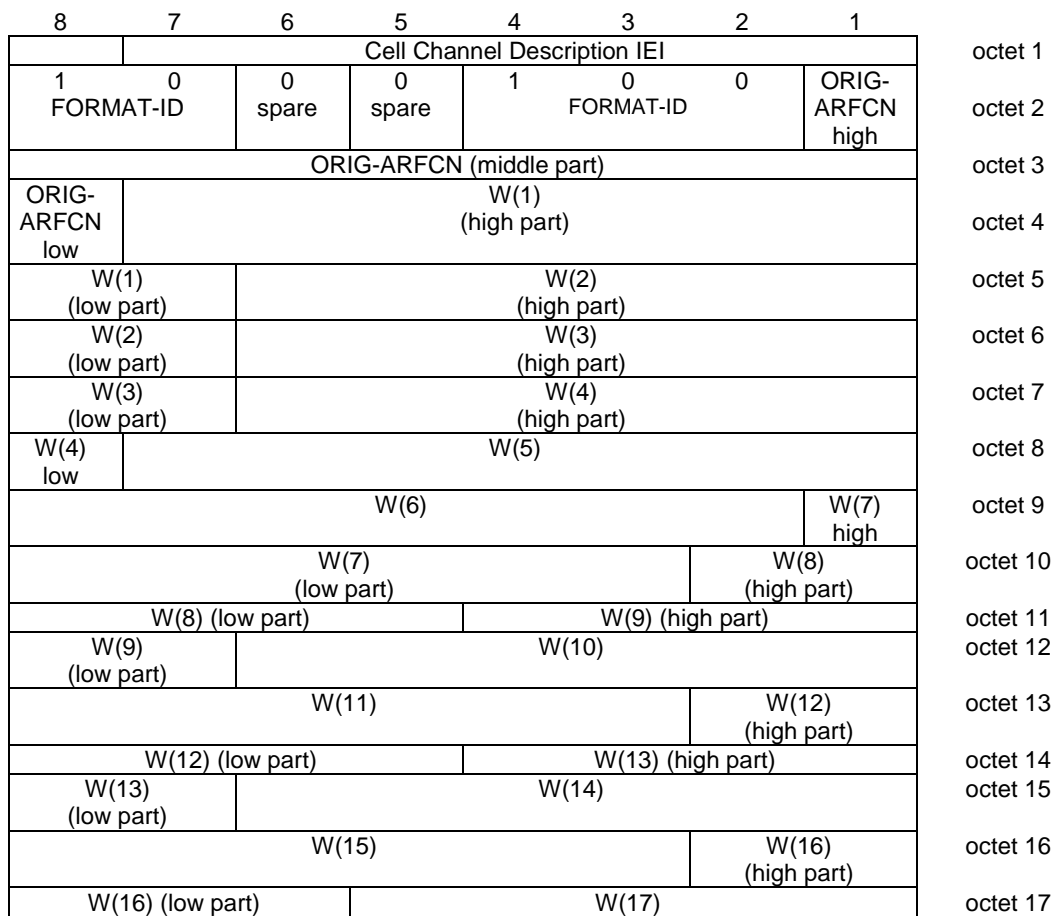 8 7 6 5 4 3 2 1
Cell Channel Description IEI octet 1
1 0 0 0 1 0 0 ORIG-
FORMAT-ID spare spare FORMAT-ID ARFCN octet 2
high
ORIG-ARFCN (middle part) octet 3
ORIG- W(1)
ARFCN (high part) octet 4
low
W(1) W(2) octet 5
(low part) (high part)
W(2) W(3) octet 6
(low part) (high part)
W(3) W(4) octet 7
(low part) (high part)
W(4) W(5) octet 8
low
W(6) W(7) octet 9
high
W(7) W(8) octet 10
(low part) (high part)
W(8) (low part) W(9) (high part) octet 11
W(9) W(10) octet 12
(low part)
W(11) W(12) octet 13
(high part)
W(12) (low part) W(13) (high part) octet 14
W(13) W(14) octet 15
(low part)
W(15) W(16) octet 16
(high part)
W(16) (low part) W(17) octet 17